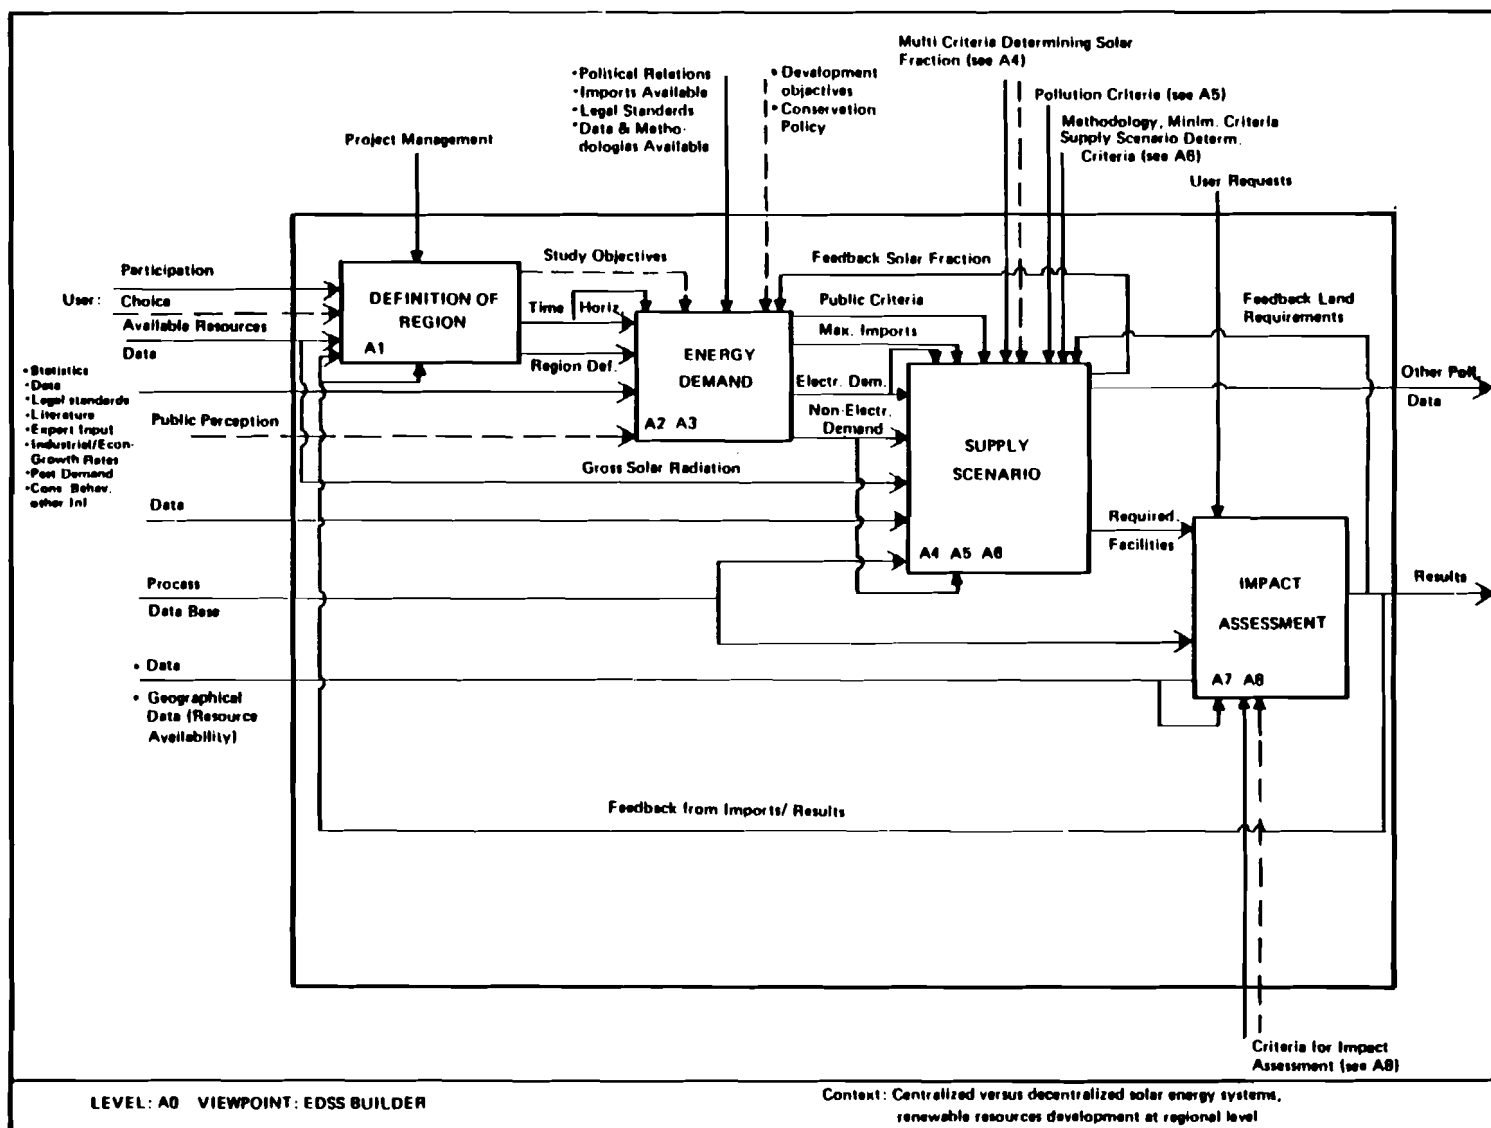 Multi Criteria Determining Solar
Fraction (see A4)
•Political Relations
•Imports Available
•Legal Standards
•Data & Metho-
dologies Available
•Development
objectives
•Conservation
Policy
Pollution Criteria (see A5)
Methodology, Minim. Criteria
Supply Scenario Determ.
Criteria (see A6)
Project Management
User Requests
Participation
User: Choice
Available Resources
Data
•Statistics
•Data
•Legal standards
•Literature
•Expert Input
•Industrial/Econ-
Growth Rates
•Past Demand
•Cons. Behav.
other Inf
DEFINITION OF
REGION
A1
Study Objectives
Time Horiz.
Region Def.
Public Perception
Gross Solar Radiation
Data
Process
Data Base
• Data
• Geographical
Data (Resource
Availability)
ENERGY
DEMAND
A2 A3
Feedback Solar Fraction
Public Criteria
Max. Imports
Electr. Dem.
Non-Electr.
Demand
SUPPLY
SCENARIO
A4 A5 A6
Feedback Land
Requirements
Other Poll.
Data
Required.
Facilities
IMPACT
ASSESSMENT
A7 A8
Results
Feedback from Imports/ Results
Criteria for Impact
Assessment (see A8)
LEVEL: A0 VIEWPOINT: EDSS BUILDER
Context: Centralized versus decentralized solar energy systems,
renewable resources development at regional level